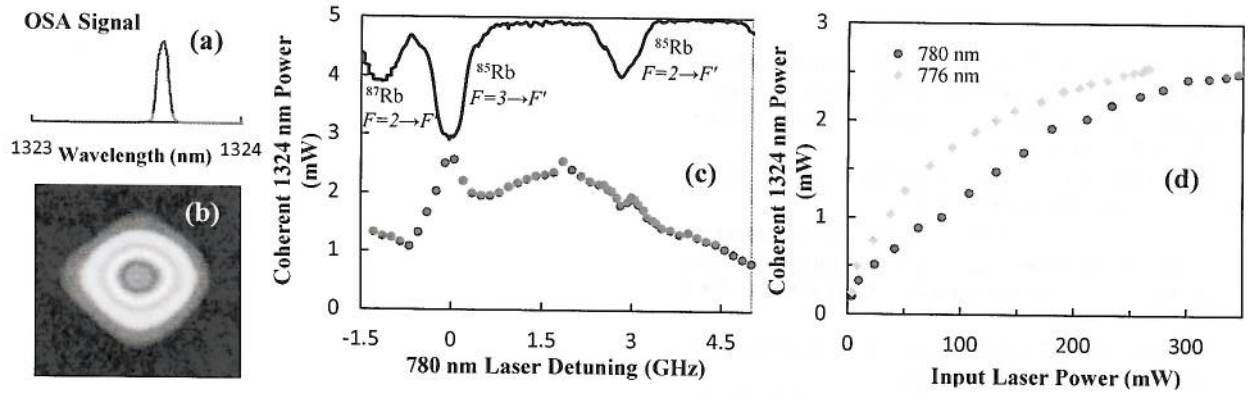 OSA Signal
(a)
1323
Wavelength (nm)
1324
(b)
Coherent 1324 nm Power
(mW)
5
4
3
2
1
0
⁸⁷Rb
F=2→F'
⁸⁵Rb
F=3→F'
⁸⁵Rb
F=2→F'
(c)
-1.5
0
1.5
3
4.5
780 nm Laser Detuning (GHz)
Coherent 1324 nm Power
(mW)
3
2
1
0
780 nm
776 nm
(d)
0
100
200
300
Input Laser Power (mW)